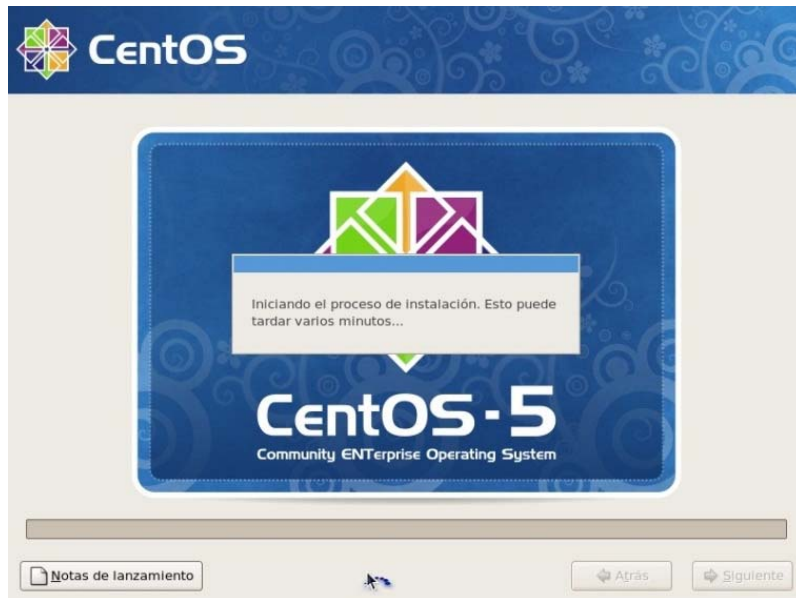 CentOS
Iniciando el proceso de instalación. Esto puede
tardar varios minutos...
CentOS-5
Community ENTerprise Operating System
Notas de lanzamiento
Atrás
Siguiente